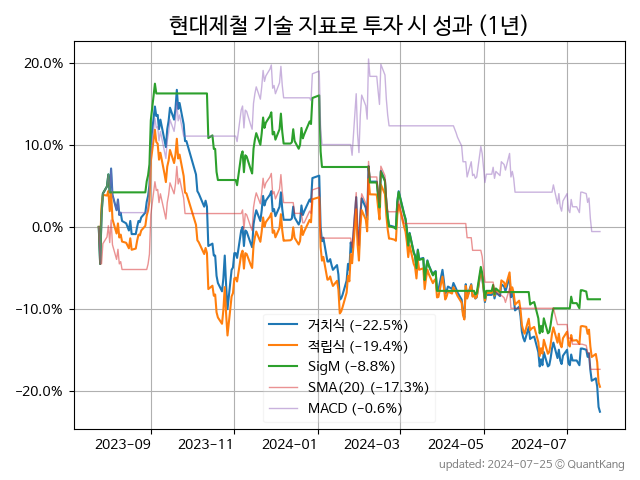 현대제철 기술 지표로 투자 시 성과 (1년)
20.0%
10.0%
0.0%
−10.0%
−20.0%
거치식 (−22.5%)
적립식 (−19.4%)
SigM (−8.8%)
SMA(20) (−17.3%)
MACD (−0.6%)
2023-09 2023-11 2024-01 2024-03 2024-05 2024-07
updated: 2024-07-25 © QuantKang